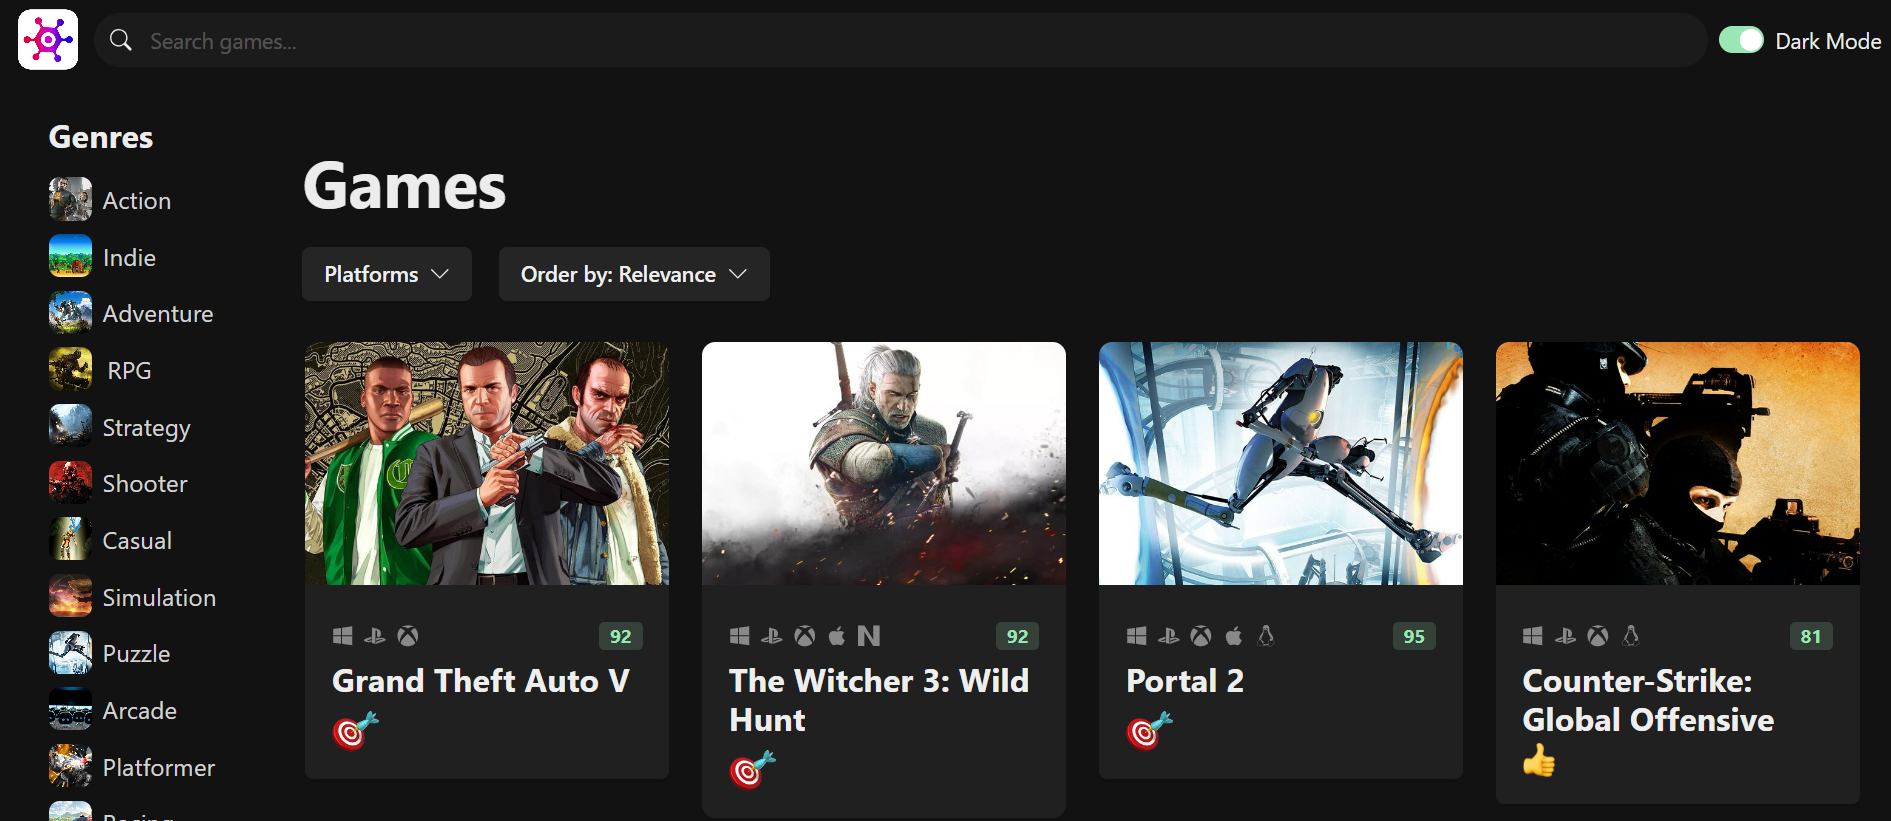 Search games...
Dark Mode
Genres
Action
Indie
Adventure
RPG
Strategy
Shooter
Casual
Simulation
Puzzle
Arcade
Platformer
Racing
Games
Platforms
Order by: Relevance
92
Grand Theft Auto V
92
The Witcher 3: Wild
Hunt
95
Portal 2
81
Counter-Strike:
Global Offensive